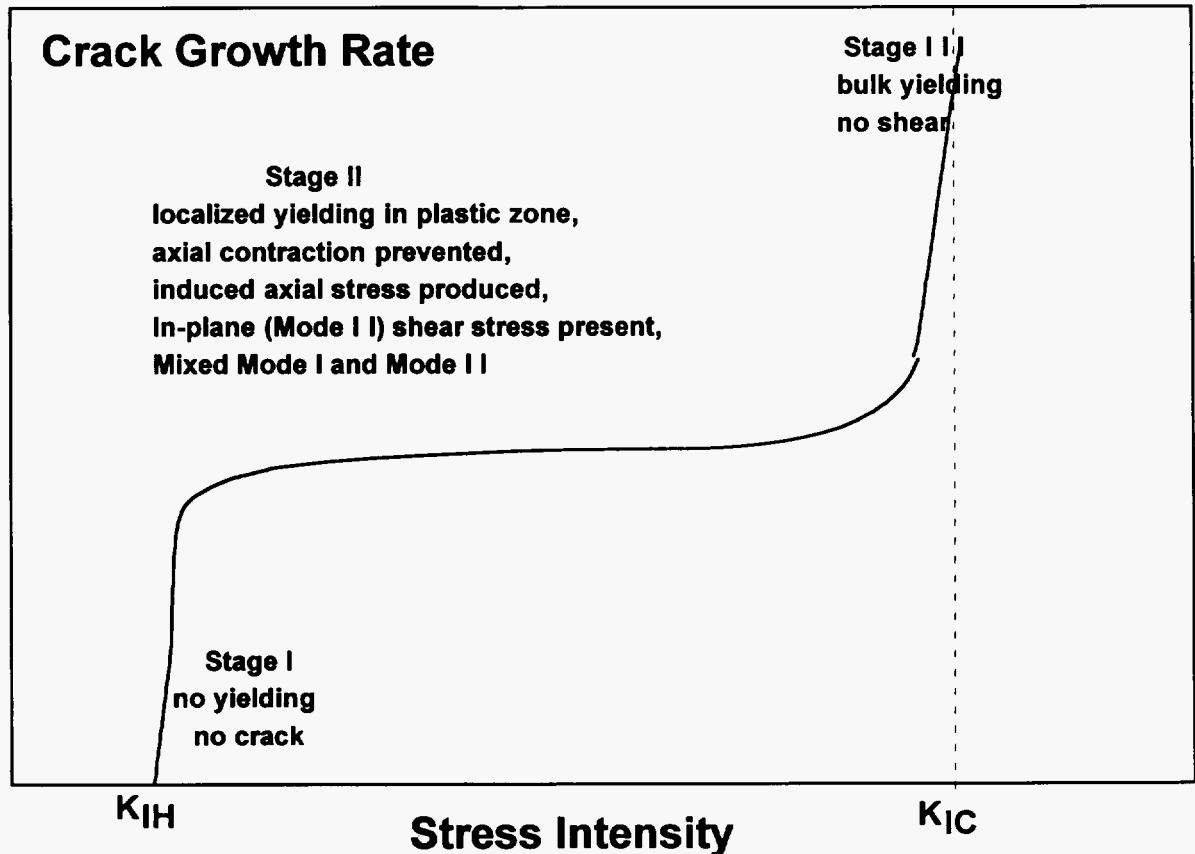 Crack Growth Rate
Stage I I I
bulk yielding
no shear
Stage II
localized yielding in plastic zone,
axial contraction prevented,
induced axial stress produced,
In-plane (Mode I I) shear stress present,
Mixed Mode I and Mode I I
Stage I
no yielding
no crack
KIH
KIC
Stress Intensity